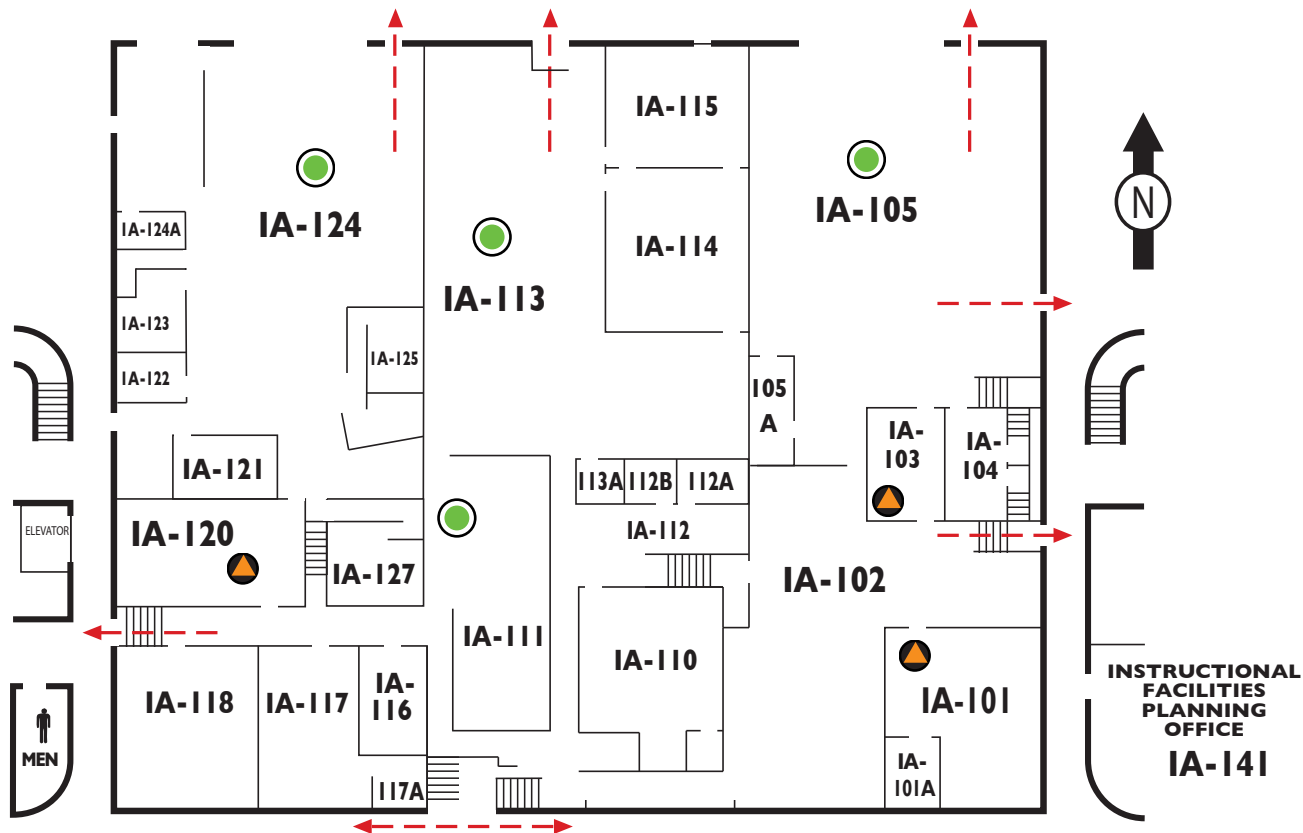 IA-115
IA-105
IA-124A
IA-124
IA-114
IA-113
N
IA-123
IA-125
IA-122
105
A
IA-
103
IA-
104
IA-121
113A
112B
112A
ELEVATOR
IA-120
IA-112
IA-127
IA-102
IA-111
IA-110
IA-118
IA-117
IA-
116
IA-101
INSTRUCTIONAL
FACILITIES
PLANNING
OFFICE
IA-141
MEN
117A
IA-
101A